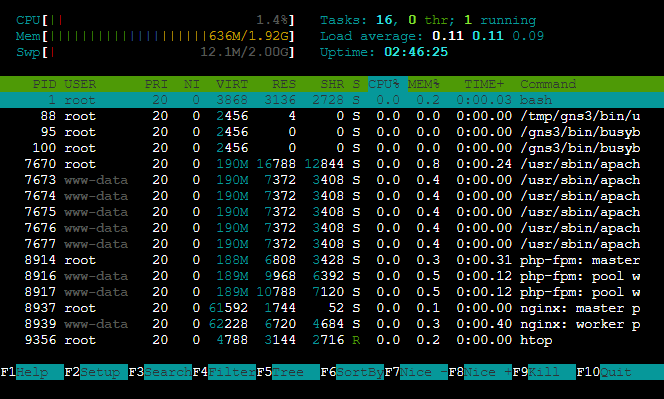 CPU[|| 1.4%] Tasks: 16, 0 thr; 1 running
Mem[||||||||||||||||||||636M/1.92G] Load average: 0.11 0.11 0.09
Swp[| 12.1M/2.00G] Uptime: 02:46:25
PID USER PRI NI VIRT RES SHR S CPU% MEM% TIME+ Command
1 root 20 0 3868 3136 2728 S 0.0 0.2 0:00.03 bash
88 root 20 0 2456 4 0 S 0.0 0.0 0:00.00 /tmp/gns3/bin/u
95 root 20 0 2456 0 0 S 0.0 0.0 0:00.00 /gns3/bin/busyb
100 root 20 0 2456 0 0 S 0.0 0.0 0:00.00 /gns3/bin/busyb
7670 root 20 0 190M 16788 12844 S 0.0 0.8 0:00.24 /usr/sbin/apach
7673 www-data 20 0 190M 7372 3408 S 0.0 0.4 0:00.00 /usr/sbin/apach
7674 www-data 20 0 190M 7372 3408 S 0.0 0.4 0:00.00 /usr/sbin/apach
7675 www-data 20 0 190M 7372 3408 S 0.0 0.4 0:00.00 /usr/sbin/apach
7676 www-data 20 0 190M 7372 3408 S 0.0 0.4 0:00.00 /usr/sbin/apach
7677 www-data 20 0 190M 7372 3408 S 0.0 0.4 0:00.00 /usr/sbin/apach
8914 root 20 0 188M 6808 3428 S 0.0 0.3 0:00.31 php-fpm: master
8916 www-data 20 0 189M 9968 6392 S 0.0 0.5 0:00.12 php-fpm: pool w
8917 www-data 20 0 189M 10788 7120 S 0.0 0.5 0:00.12 php-fpm: pool w
8937 root 20 0 61592 1744 52 S 0.0 0.1 0:00.00 nginx: master p
8939 www-data 20 0 62228 6720 4684 S 0.0 0.3 0:00.40 nginx: worker p
9356 root 20 0 4788 3144 2716 R 0.0 0.2 0:00.00 htop
F1Help F2Setup F3SearchF4FilterF5Tree F6SortByF7Nice -F8Nice +F9Kill F10Quit